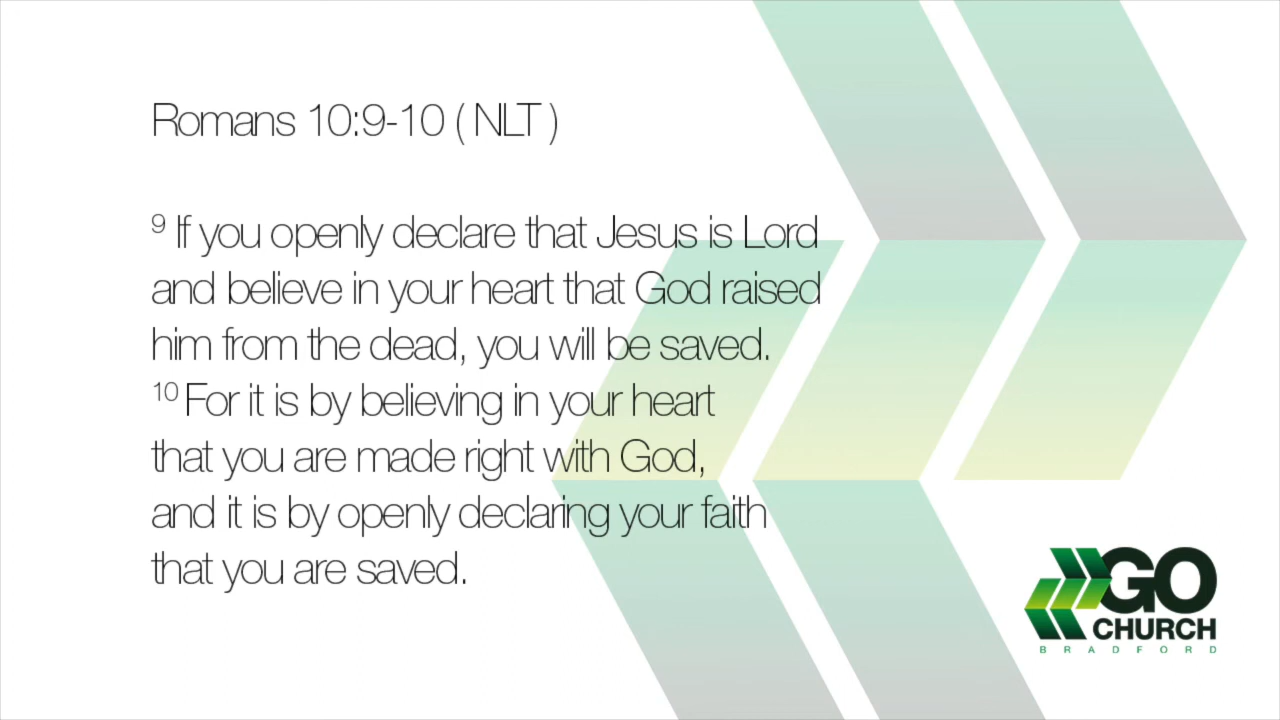 Romans 10:9-10 ( NLT )
9 If you openly declare that Jesus is Lord
and believe in your heart that God raised
him from the dead, you will be saved.
10 For it is by believing in your heart
that you are made right with God,
and it is by openly declaring your faith
that you are saved.
GO
CHURCH
BRADFORD